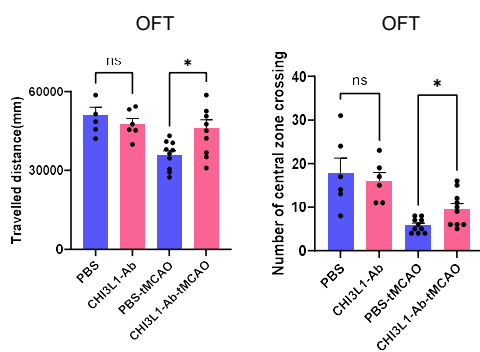 OFT
Travelled distance(mm)
60000
30000
0
ns
*
PBS
CHI3L1-Ab
PBS-tMCAO
CHI3L1-Ab-tMCAO
OFT
Number of central zone crossing
40
30
20
10
0
ns
*
PBS
CHI3L1-Ab
PBS-tMCAO
CHI3L1-Ab-tMCAO